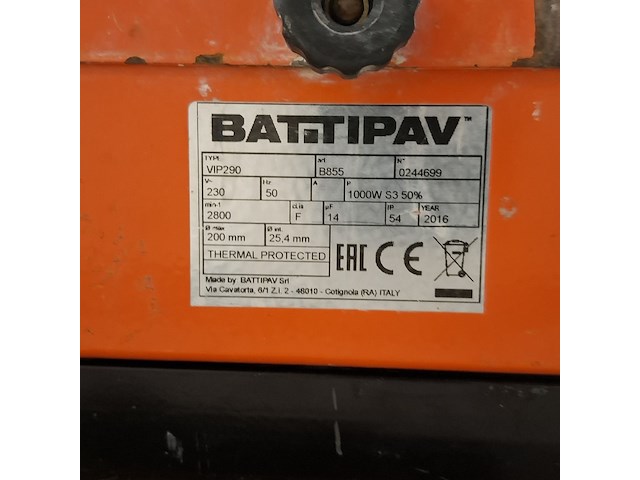 BATTIPAV™
TYPE VIP290 art B855 N° 0244699
V~ 230 Hz 50 A P 1000W S3 50%
min-1 2800 cl.is F µF 14 IP 54 YEAR 2016
Ø max 200 mm Ø int. 25,4 mm
THERMAL PROTECTED EAC CE
Made by BATTIPAV Srl
Via Cavatorta, 6/1 Z.i. 2 - 48010 - Cotignola (RA) ITALY